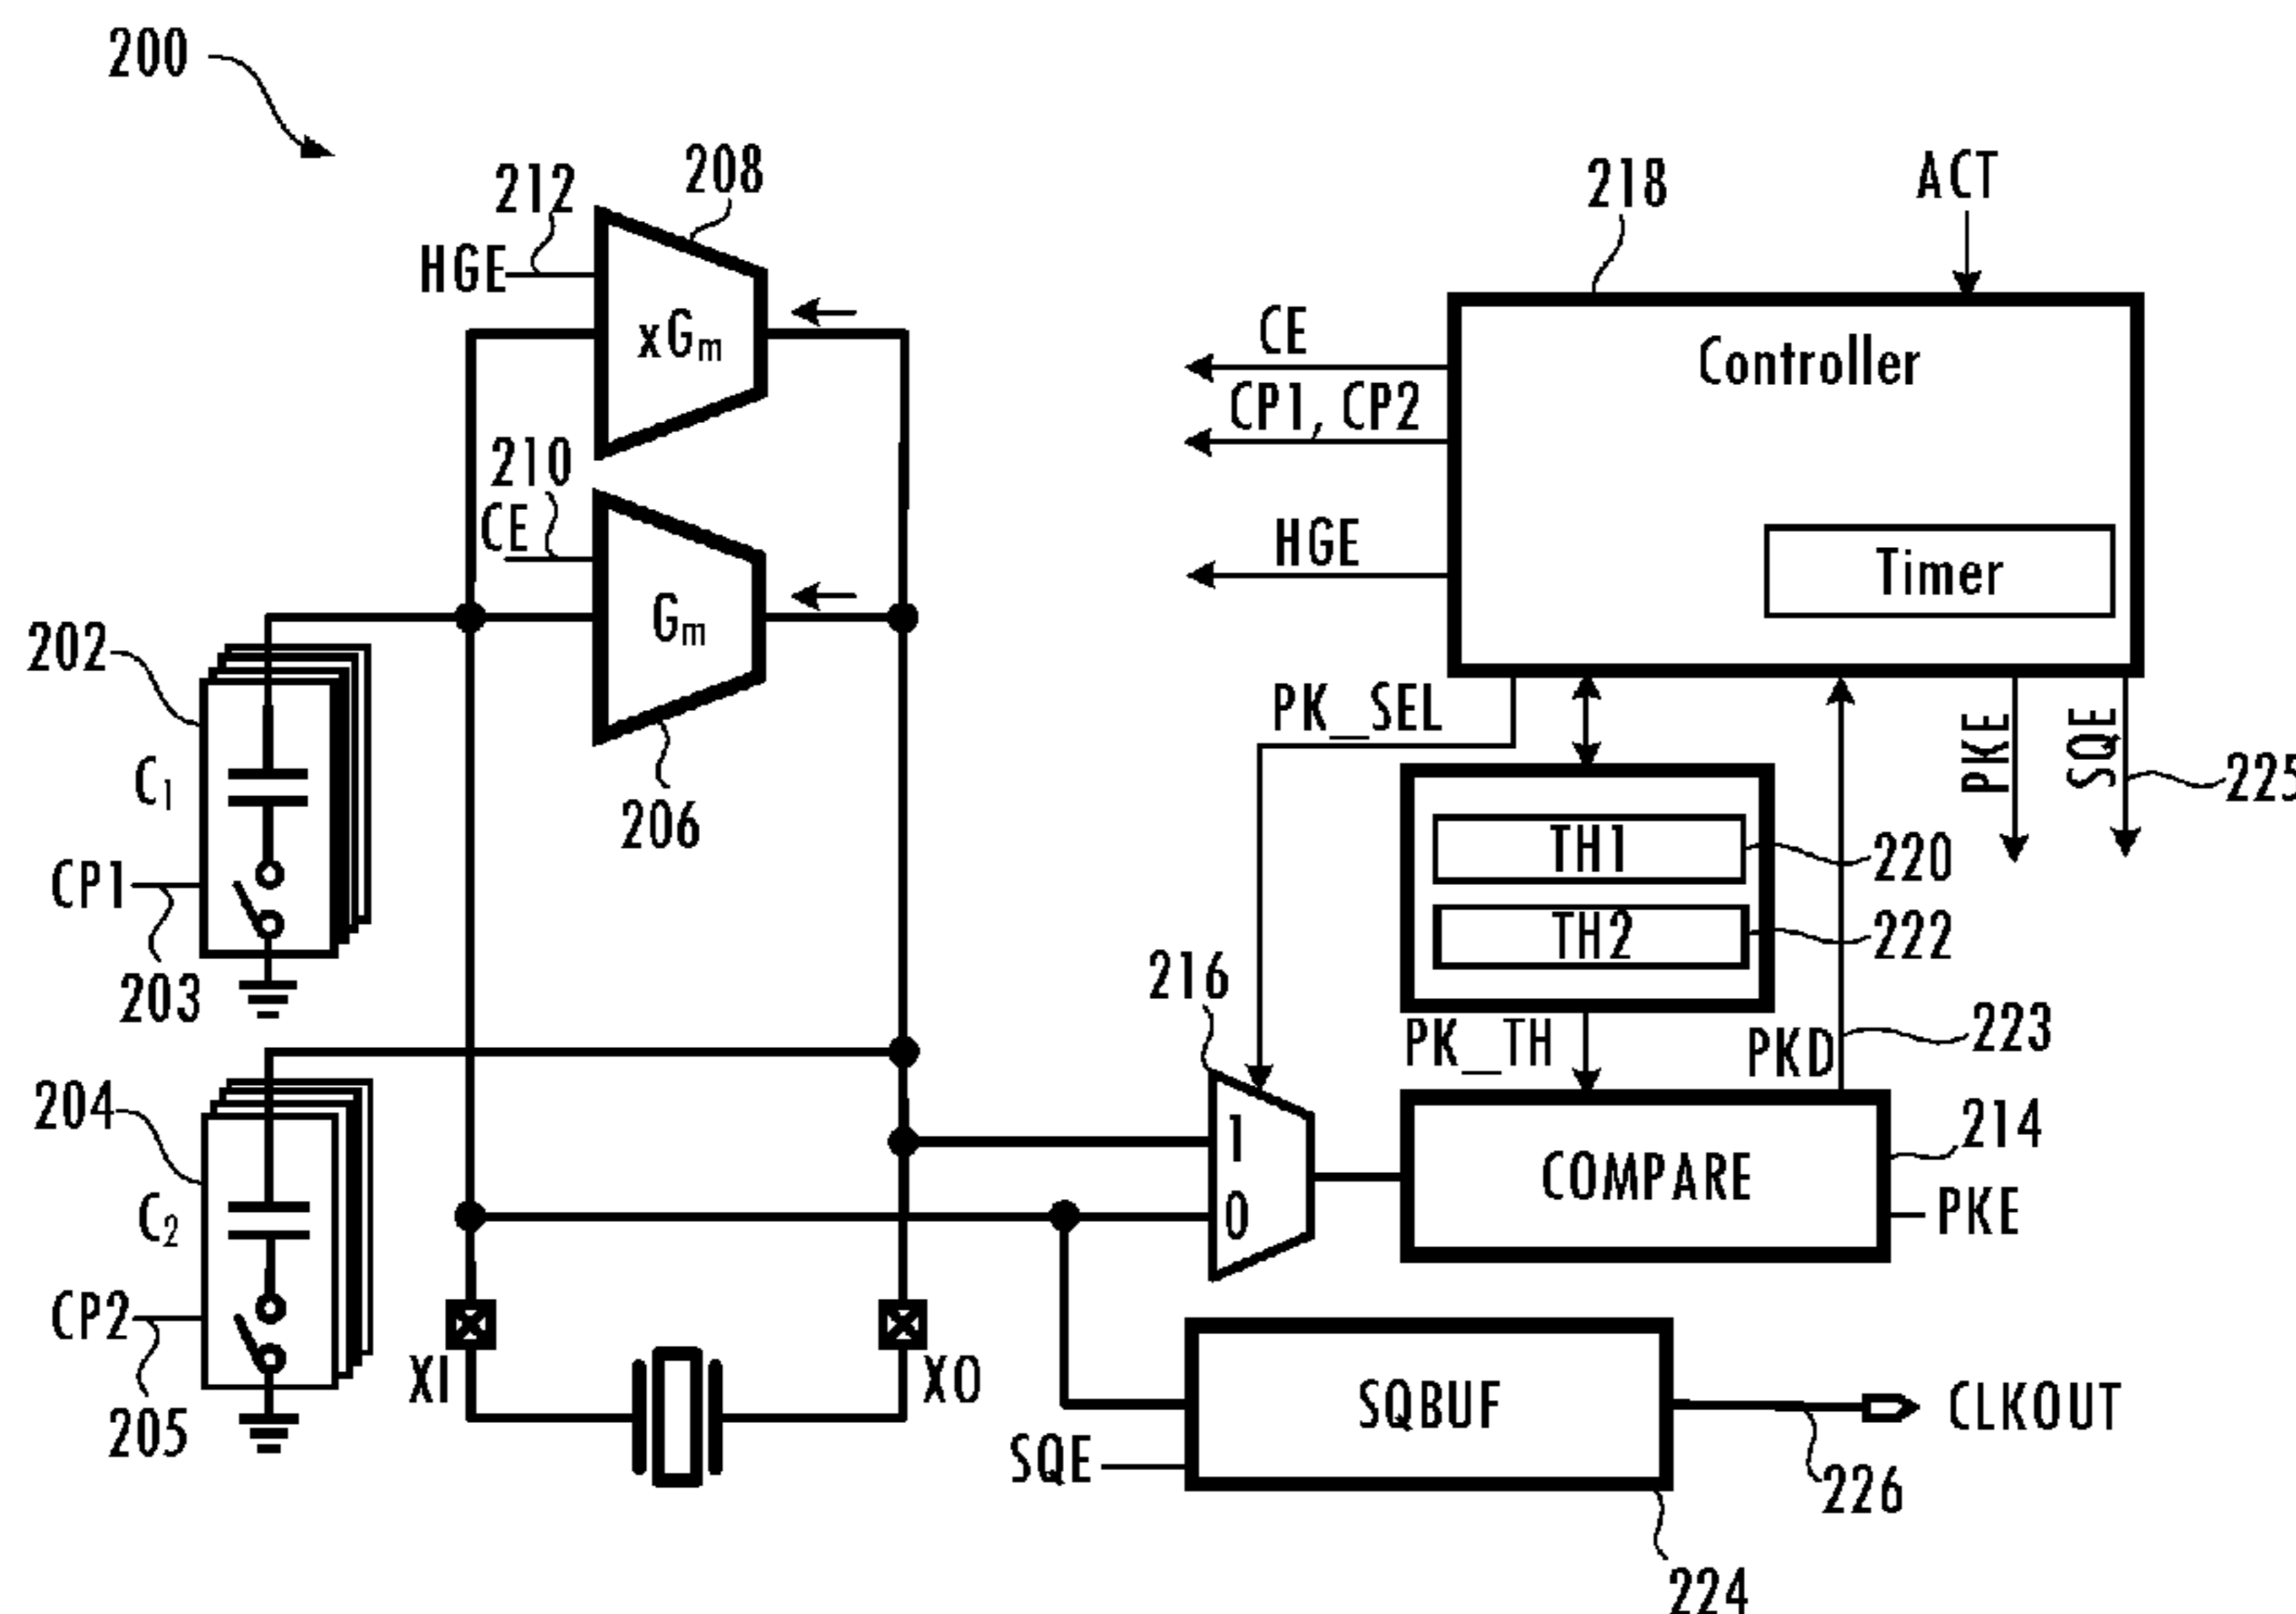 200
212
208
218
ACT
HGE
xGm
CE
Controller
CP1, CP2
210
CE
HGE
Timer
Gm
202
PK_SEL
PKE
SQE
225
C1
206
TH1
220
CP1
TH2
222
203
216
PK_TH
PKD
223
204
1
COMPARE
214
C2
0
PKE
CP2
XI
XO
SQBUF
CLKOUT
205
SQE
226
224